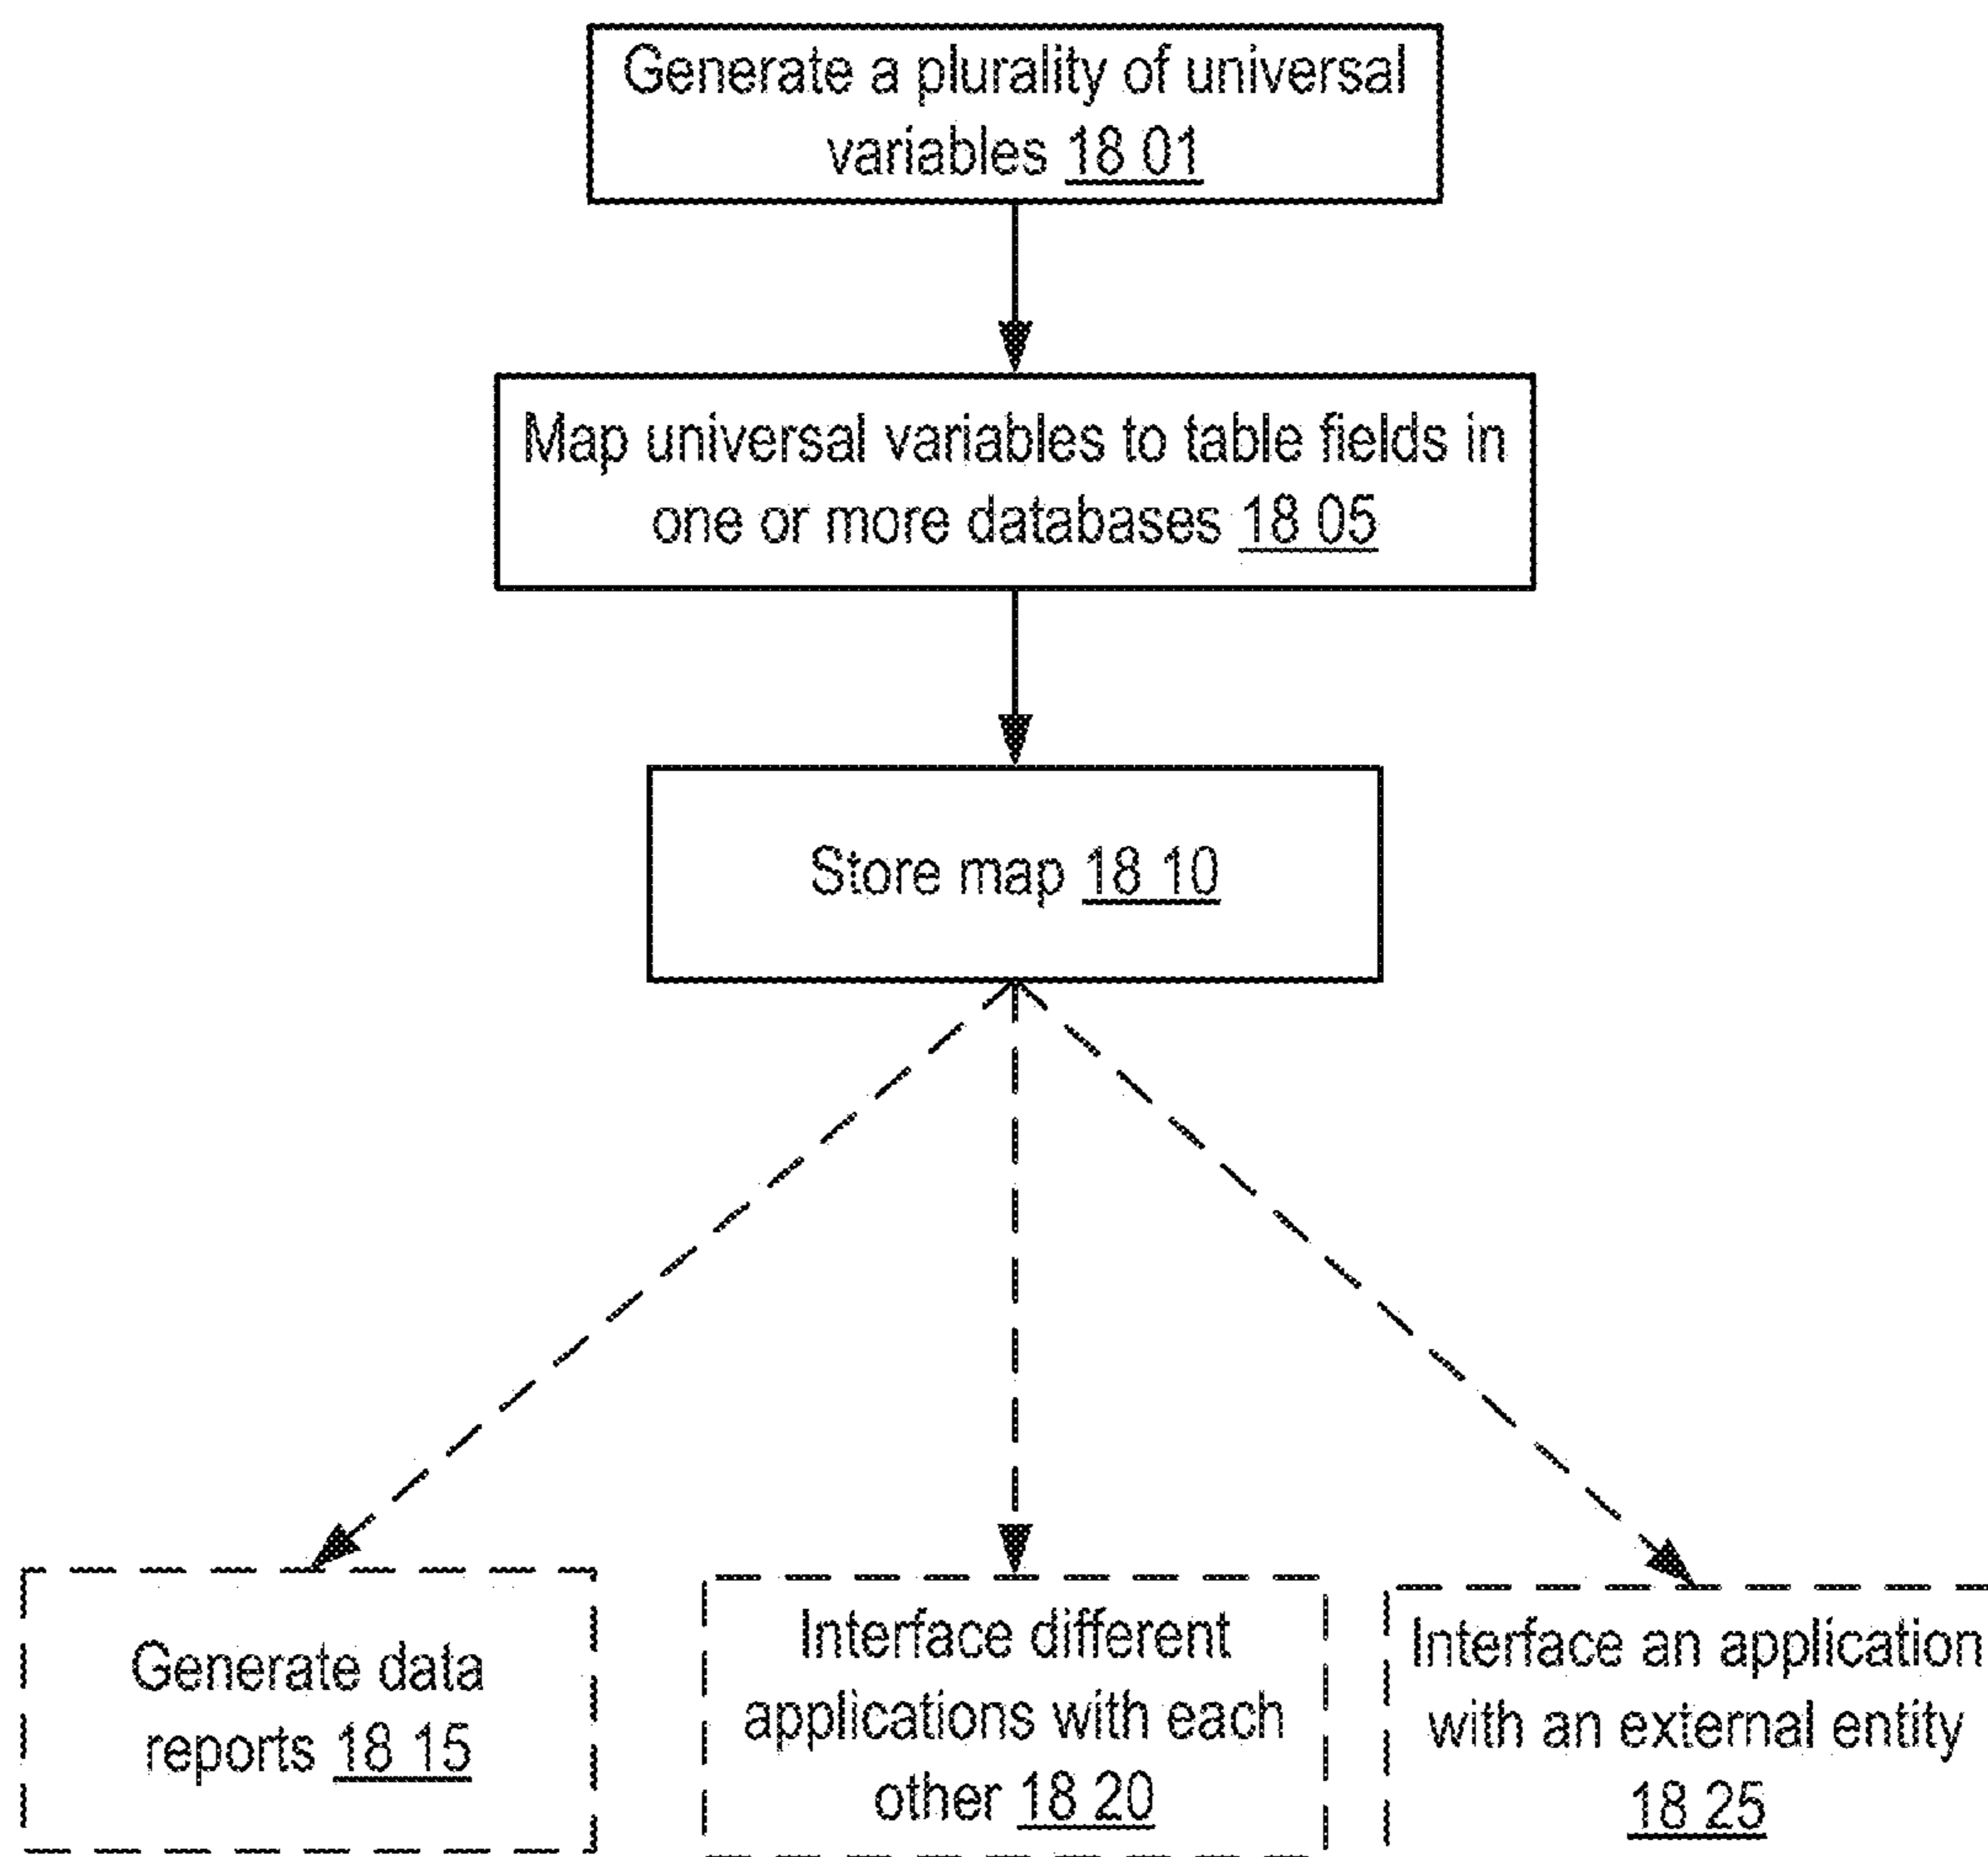 Generate a plurality of universal
variables 18 01
Map universal variables to table fields in
one or more databases 18 05
Store map 18 10
Generate data
reports 18 15
Interface different
applications with each
other 18 20
Interface an application
with an external entity
18 25